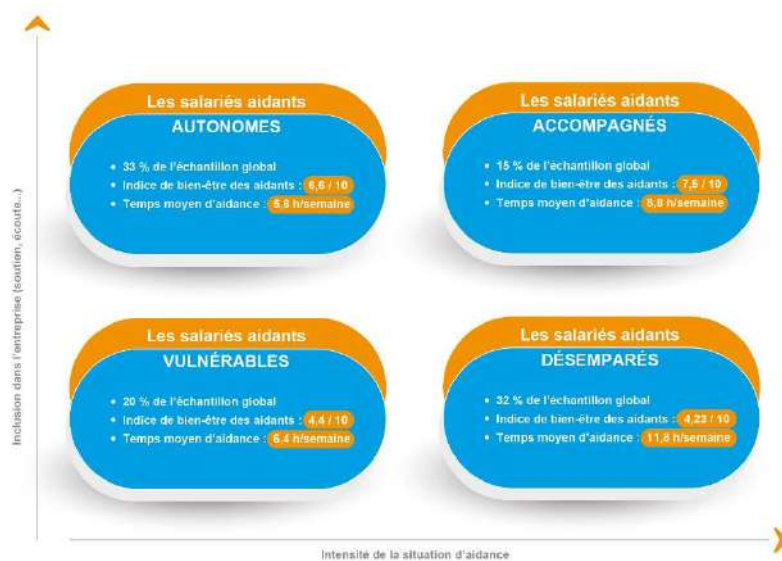 Les salariés aidants
AUTONOMES
• 33 % de l'échantillon global
• Indice de bien-être des aidants : 6,6 / 10
• Temps moyen d'aidance : 5,6 h/semaine
Les salariés aidants
ACCOMPAGNÉS
• 15 % de l'échantillon global
• Indice de bien-être des aidants : 7,5 / 10
• Temps moyen d'aidance : 8,8 h/semaine
Les salariés aidants
VULNÉRABLES
• 20 % de l'échantillon global
• Indice de bien-être des aidants : 4,4 / 10
• Temps moyen d'aidance : 6,4 h/semaine
Les salariés aidants
DÉSEMPARÉS
• 32 % de l'échantillon global
• Indice de bien-être des aidants : 4,23 / 10
• Temps moyen d'aidance : 11,8 h/semaine
Inclusion dans l'entreprise (soution, écoute...)
Intensité de la situation d'aidance